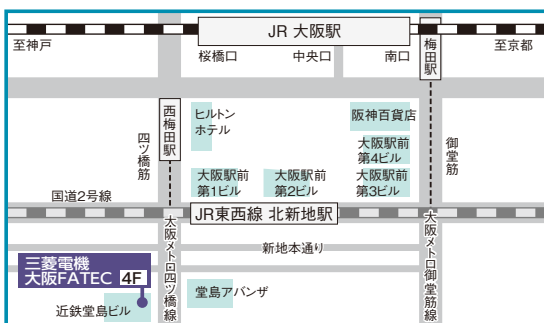 JR 大阪駅
梅田駅
至神戸
桜橋口
中央口
南口
至京都
西梅田駅
ヒルトン
ホテル
阪神百貨店
四ツ橋筋
御堂筋
大阪駅前
第4ビル
大阪駅前
第1ビル
大阪駅前
第2ビル
大阪駅前
第3ビル
国道2号線
JR東西線 北新地駅
大阪メトロ四ツ橋線
大阪メトロ御堂筋線
新地本通り
三菱電機
大阪FATEC 4F
堂島アバンザ
近鉄堂島ビル